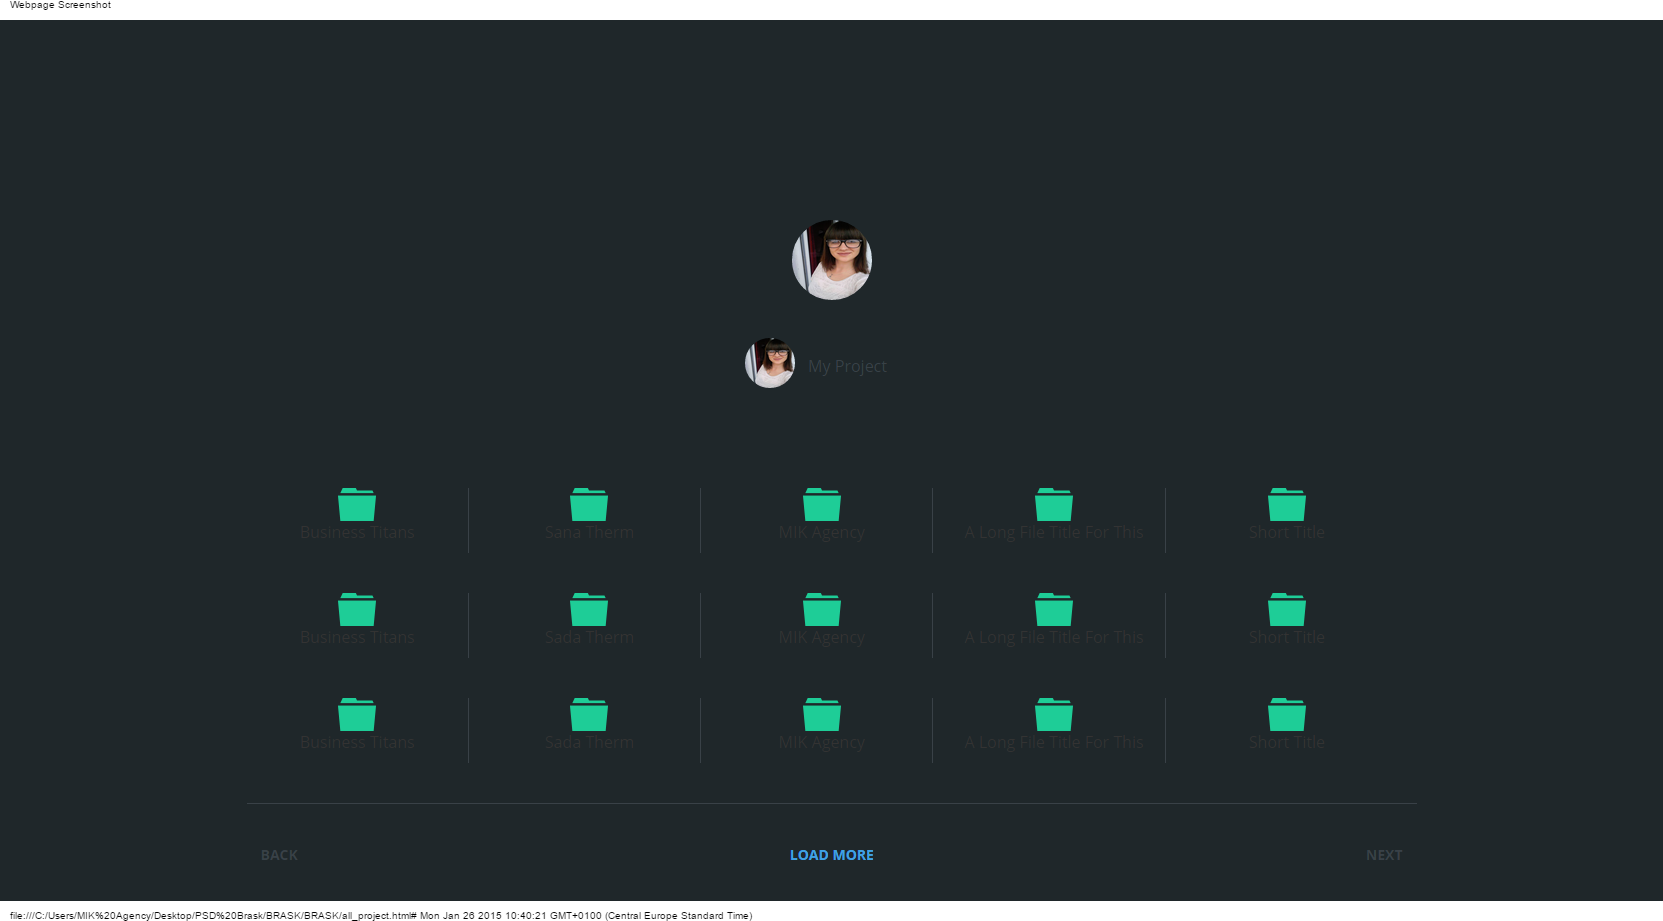 Webpage Screenshot
My Project
Business Titans Sana Therm MIK Agency A Long File Title For This Short Title
Business Titans Sada Therm MIK Agency A Long File Title For This Short Title
Business Titans Sada Therm MIK Agency A Long File Title For This Short Title
BACK LOAD MORE NEXT
file:///C:/Users/MIK%20Agency/Desktop/PSD%20Brask/BRASK/BRASK/all_project.html# Mon Jan 26 2015 10:40:21 GMT+0100 (Central Europe Standard Time)